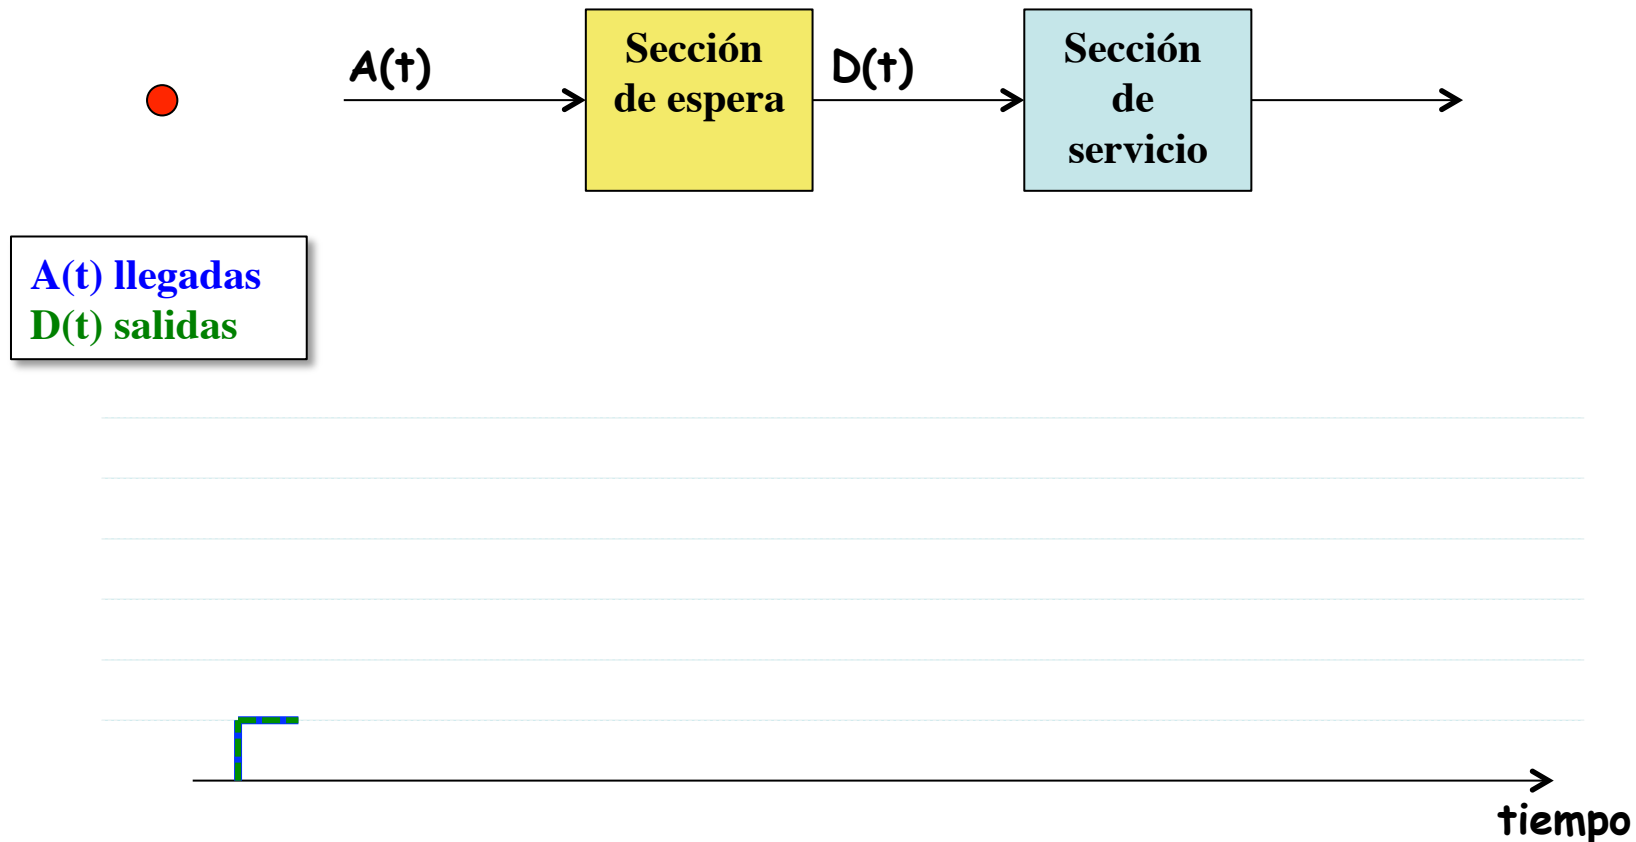 A(t)
Sección
de espera
D(t)
Sección
de
servicio
A(t) llegadas
D(t) salidas
tiempo